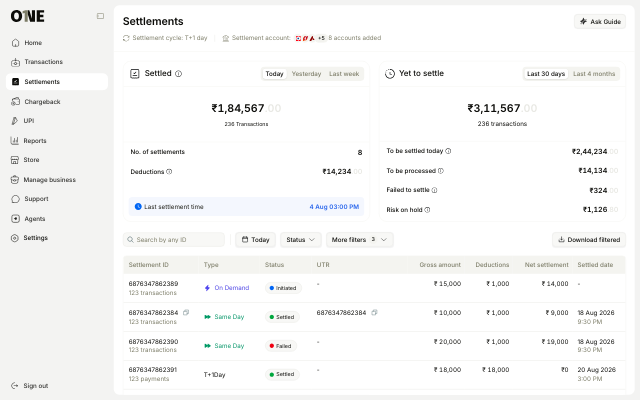 O1NE
Home
Transactions
Settlements
Chargeback
UPI
Reports
Store
Manage business
Support
Agents
Settings
Sign out
Settlements
Ask Guide
Settlement cycle: T+1 day
Settlement account: +5 8 accounts added
Settled
Today Yesterday Last week
₹1,84,567.00
236 Transactions
No. of settlements 8
Deductions ₹14,234.00
Last settlement time 4 Aug 03:00 PM
Yet to settle
Last 30 days Last 4 months
₹3,11,567.00
236 transactions
To be settled today ₹2,44,234.00
To be processed ₹14,134.00
Failed to settle ₹324.00
Risk on hold ₹1,126.00
Search by any ID
Today
Status
More filters 3
Download filtered
Settlement ID Type Status UTR Gross amount Deductions Net settlement Settled date
6876347862389 On Demand Initiated - ₹ 15,000 ₹ 1,000 ₹ 14,000 -
123 transactions
6876347862384 Same Day Settled 6876347862384 ₹ 10,000 ₹ 1,000 ₹ 9,000 18 Aug 2026
123 transactions 9:30 PM
6876347862390 Same Day Failed - ₹ 20,000 ₹ 1,000 ₹ 19,000 18 Aug 2026
123 transactions 9:30 PM
6876347862391 T+1Day Settled - ₹ 18,000 ₹ 18,000 ₹0 20 Aug 2026
123 payments 3:00 PM